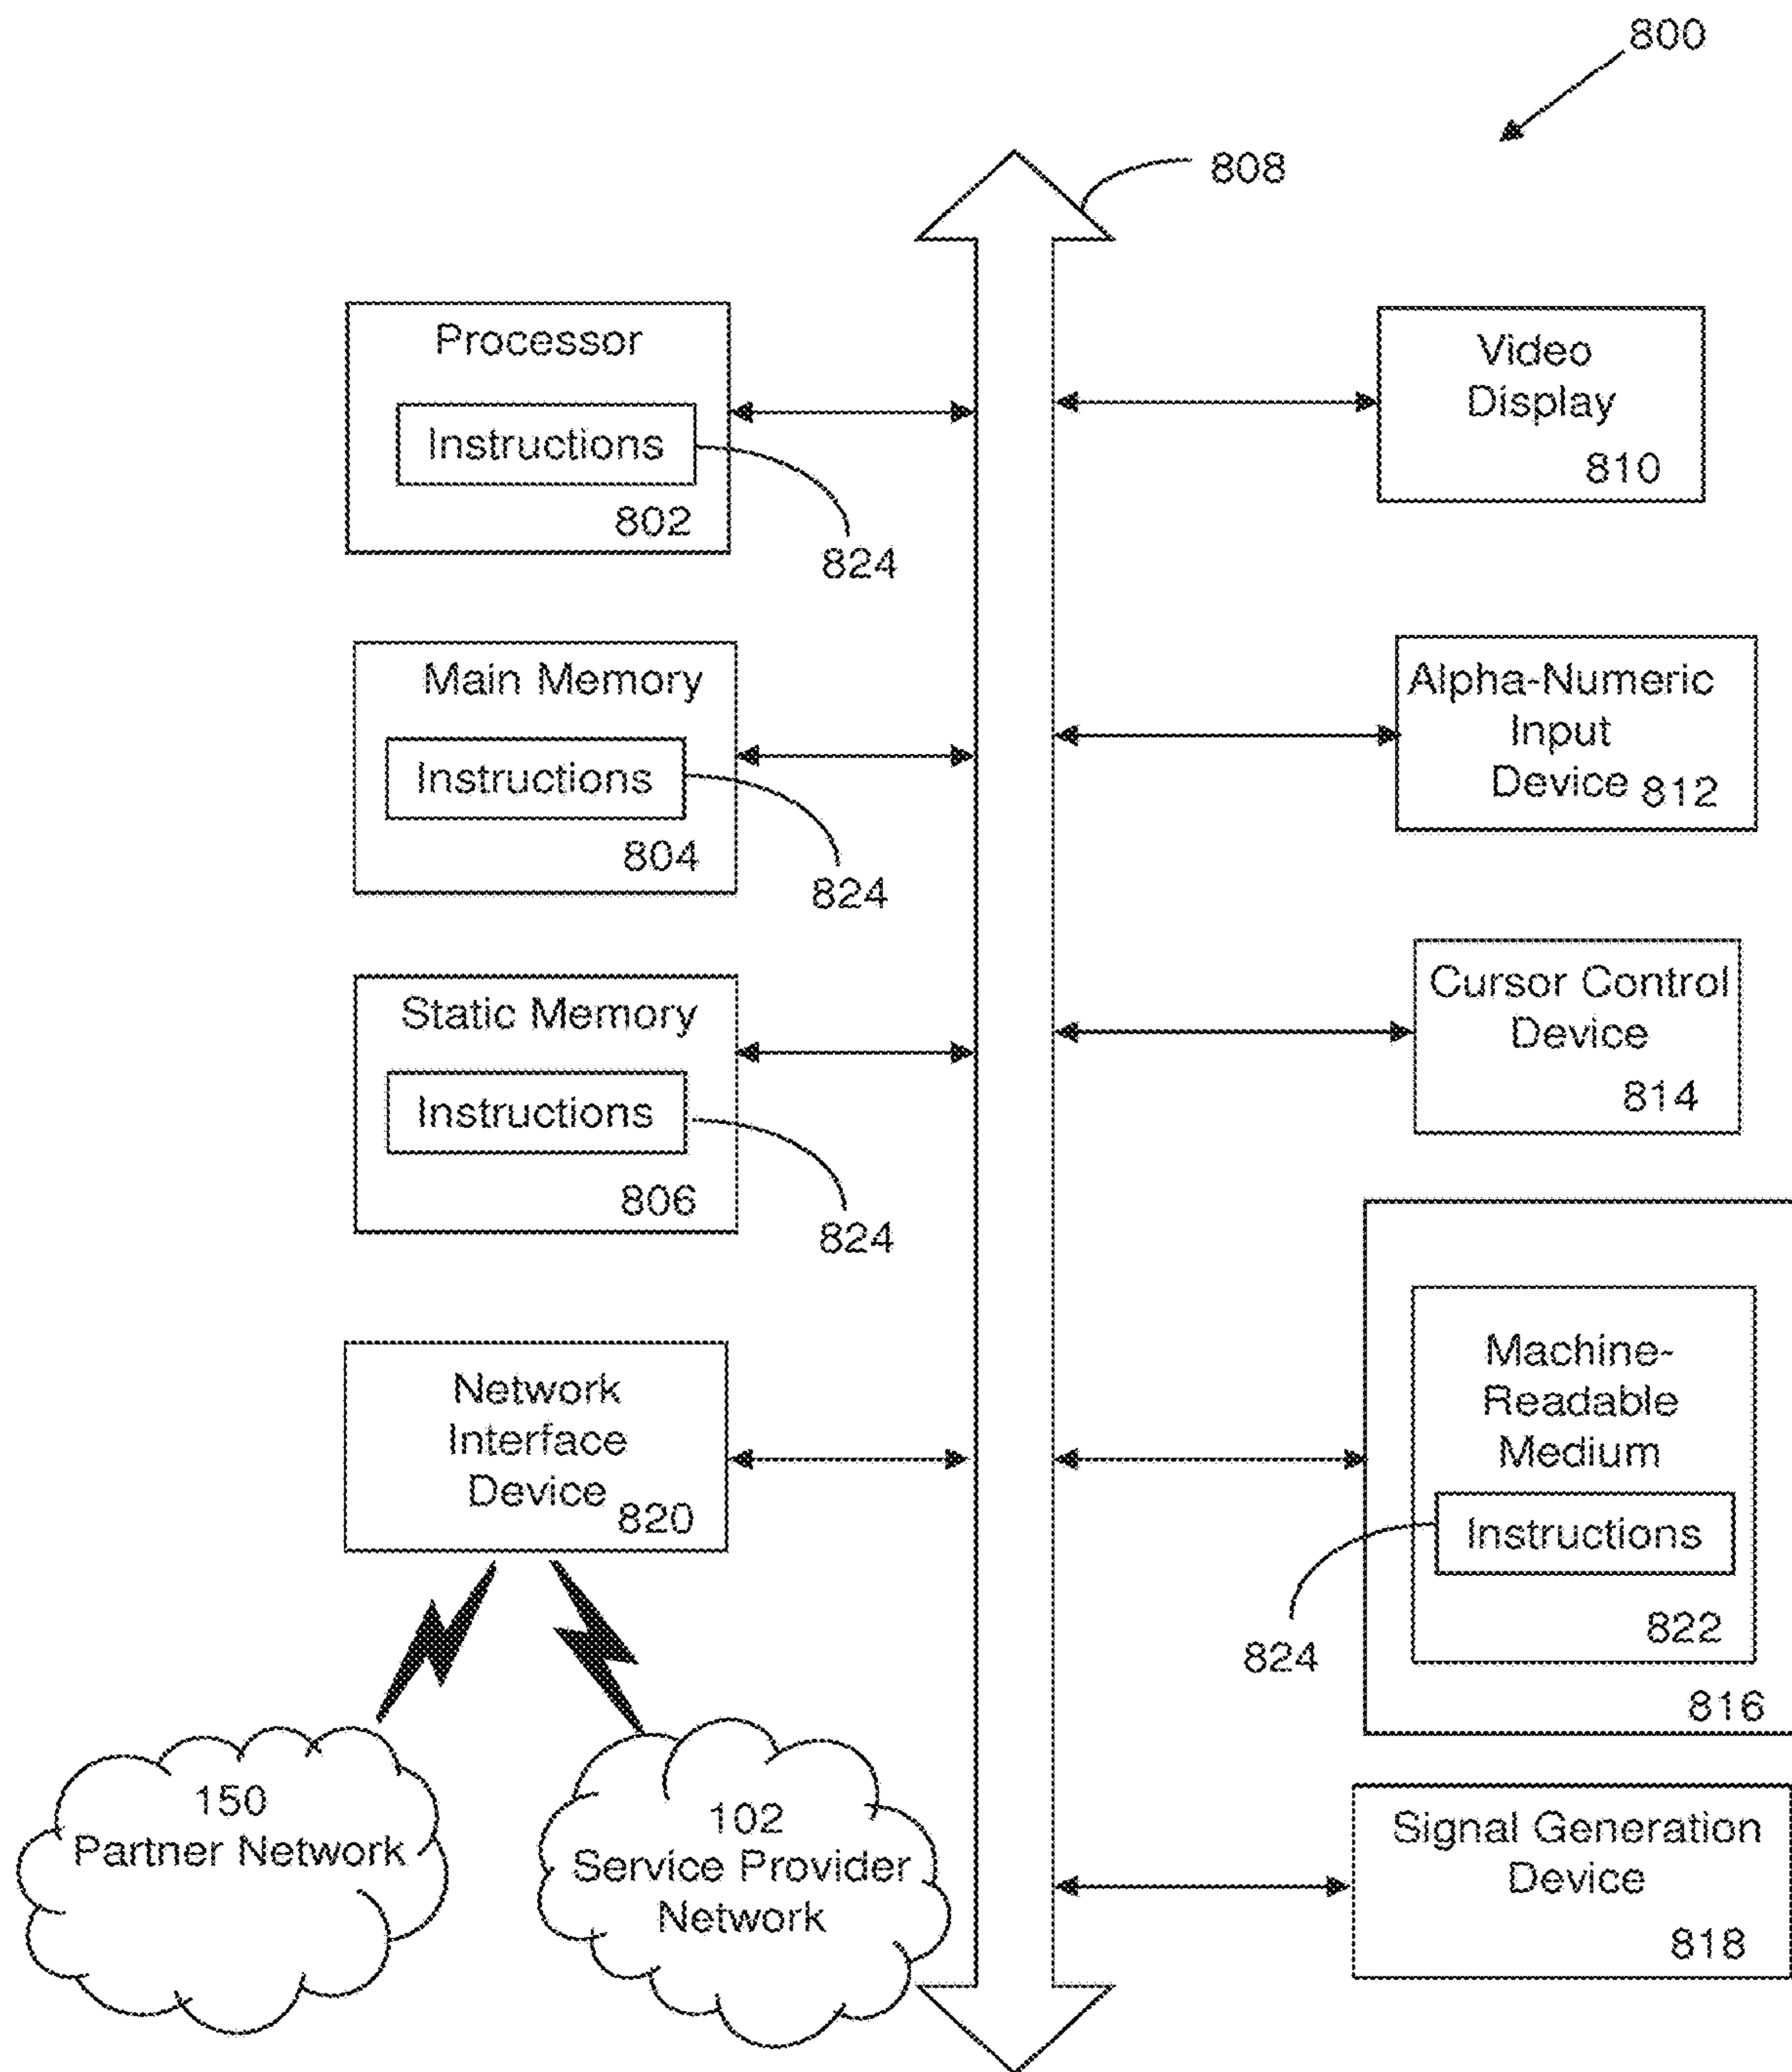 800
808
Processor
Instructions
802
824
Video
Display
810
Main Memory
Instructions
804
824
Alpha-Numeric
Input
Device 812
Static Memory
Instructions
806
824
Cursor Control
Device
814
Network
Interface
Device
820
Machine-
Readable
Medium
Instructions
824
822
816
150
Partner Network
102
Service Provider
Network
Signal Generation
Device
818